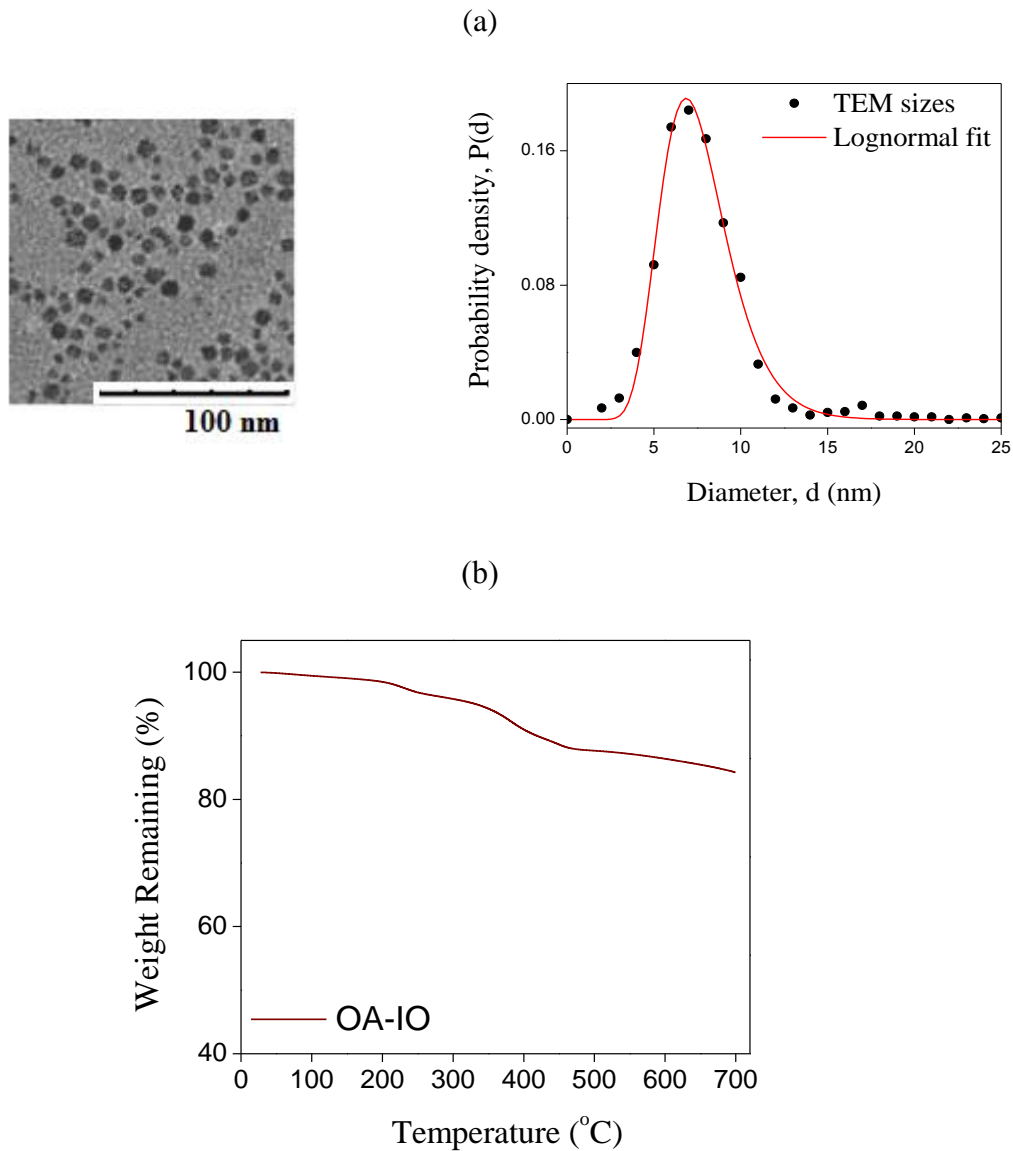 (a)
100 nm
TEM sizes
Lognormal fit
0.16
0.08
0.00
Probability density, P(d)
0 5 10 15 20 25
Diameter, d (nm)
(b)
100
80
60
40
Weight Remaining (%)
OA-IO
0 100 200 300 400 500 600 700
Temperature (°C)